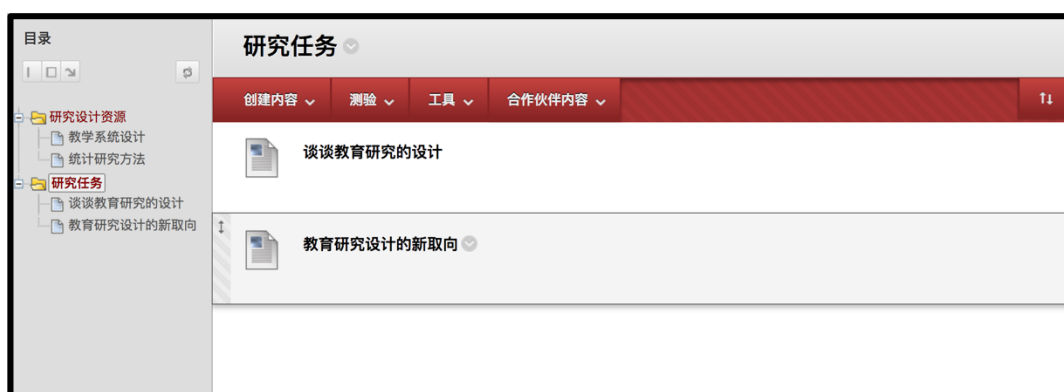 目录
研究设计资源
教学系统设计
统计研究方法
研究任务
谈谈教育研究的设计
教育研究设计的新取向
研究任务
创建内容 测验 工具 合作伙伴内容
谈谈教育研究的设计
教育研究设计的新取向